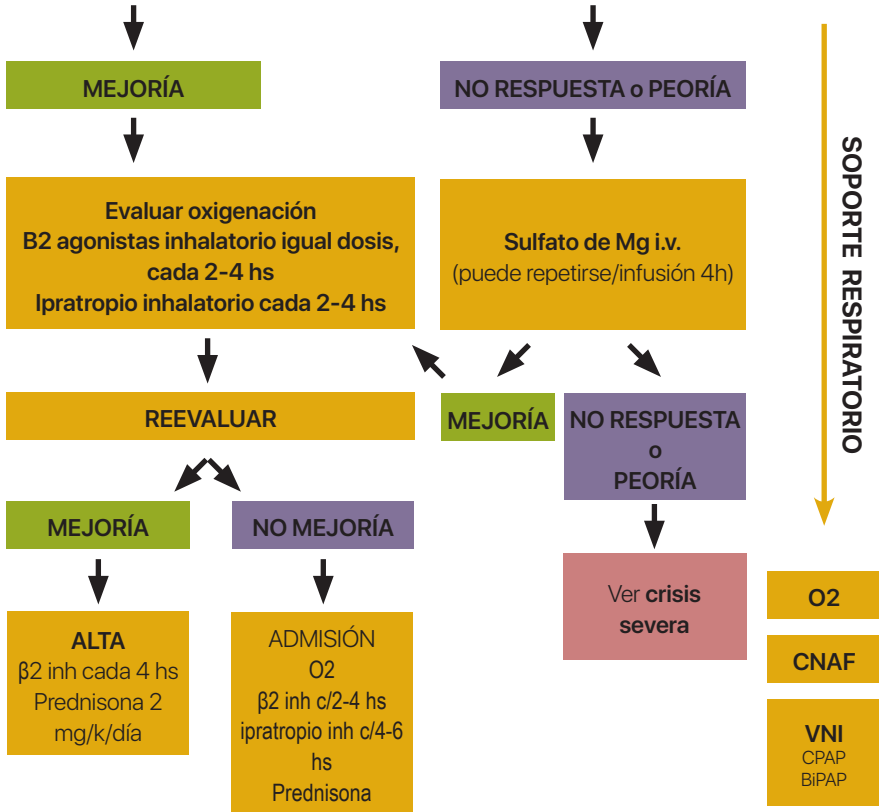 MEJORÍA
NO RESPUESTA o PEORÍA
Evaluar oxigenación
B2 agonistas inhalatorio igual dosis,
cada 2-4 hs
Ipratropio inhalatorio cada 2-4 hs
Sulfato de Mg i.v.
(puede repetirse/infusión 4h)
REEVALUAR
MEJORÍA
NO RESPUESTA
o
PEORÍA
MEJORÍA
NO MEJORÍA
ALTA
β2 inh cada 4 hs
Prednisona 2
mg/k/día
ADMISIÓN
O2
β2 inh c/2-4 hs
ipratropio inh c/4-6
hs
Prednisona
Ver crisis
severa
SOPORTE RESPIRATORIO
O2
CNAF
VNI
CPAP
BiPAP